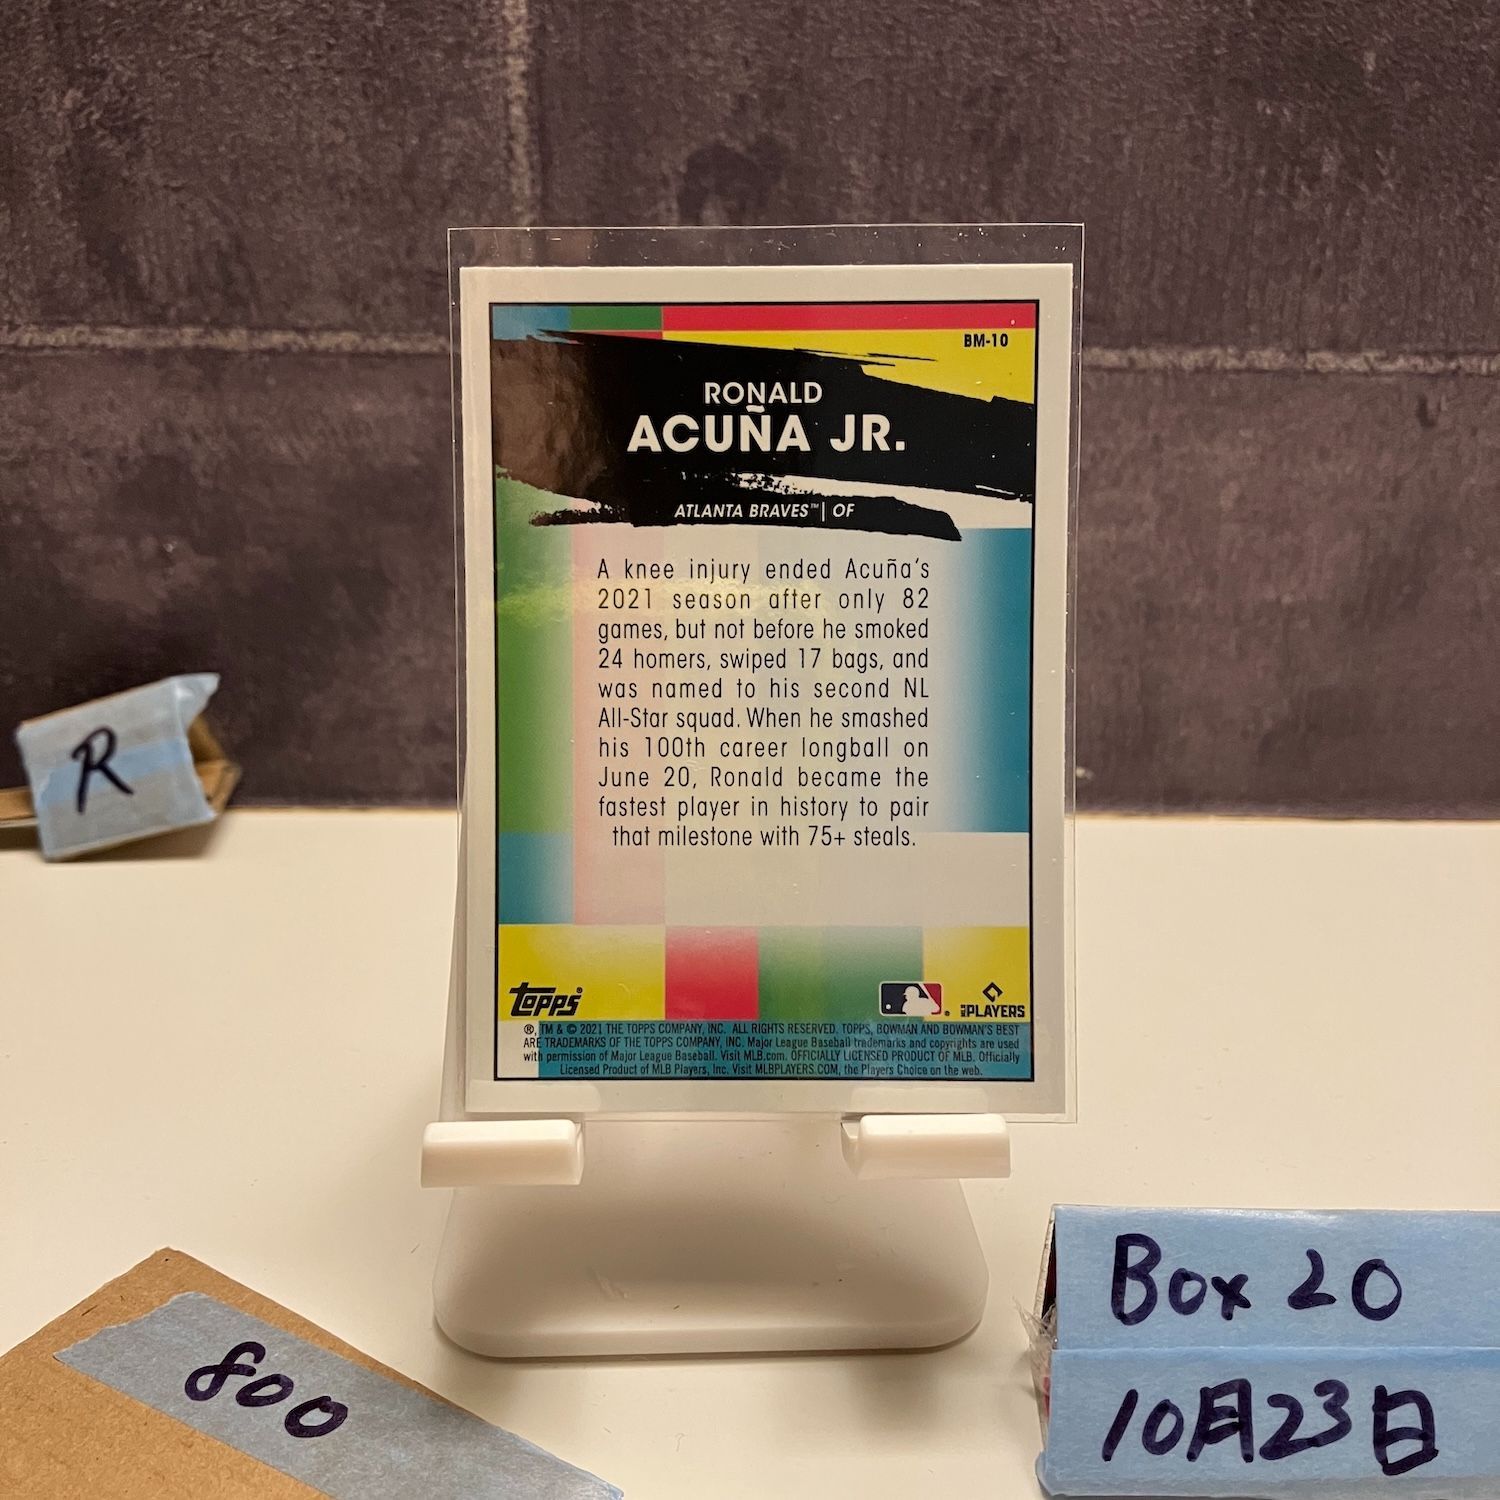 BM-10
RONALD
ACUÑA JR.
ATLANTA BRAVES™ | OF
A knee injury ended Acuña's
2021 season after only 82
games, but not before he smoked
24 homers, swiped 17 bags, and
was named to his second NL
All-Star squad. When he smashed
his 100th career longball on
June 20, Ronald became the
fastest player in history to pair
that milestone with 75+ steals.
topps®
MLB PLAYERS
®, TM & © 2021 THE TOPPS COMPANY, INC. ALL RIGHTS RESERVED. TOPPS, BOWMAN AND BOWMAN'S BEST
ARE TRADEMARKS OF THE TOPPS COMPANY, INC. Major League Baseball trademarks and copyrights are used
with permission of Major League Baseball. Visit MLB.com. OFFICIALLY LICENSED PRODUCT OF MLB. Officially
Licensed Product of MLB Players, Inc. Visit MLBPLAYERS.COM, the Players Choice on the web.
R
800
Box 20
10月23日